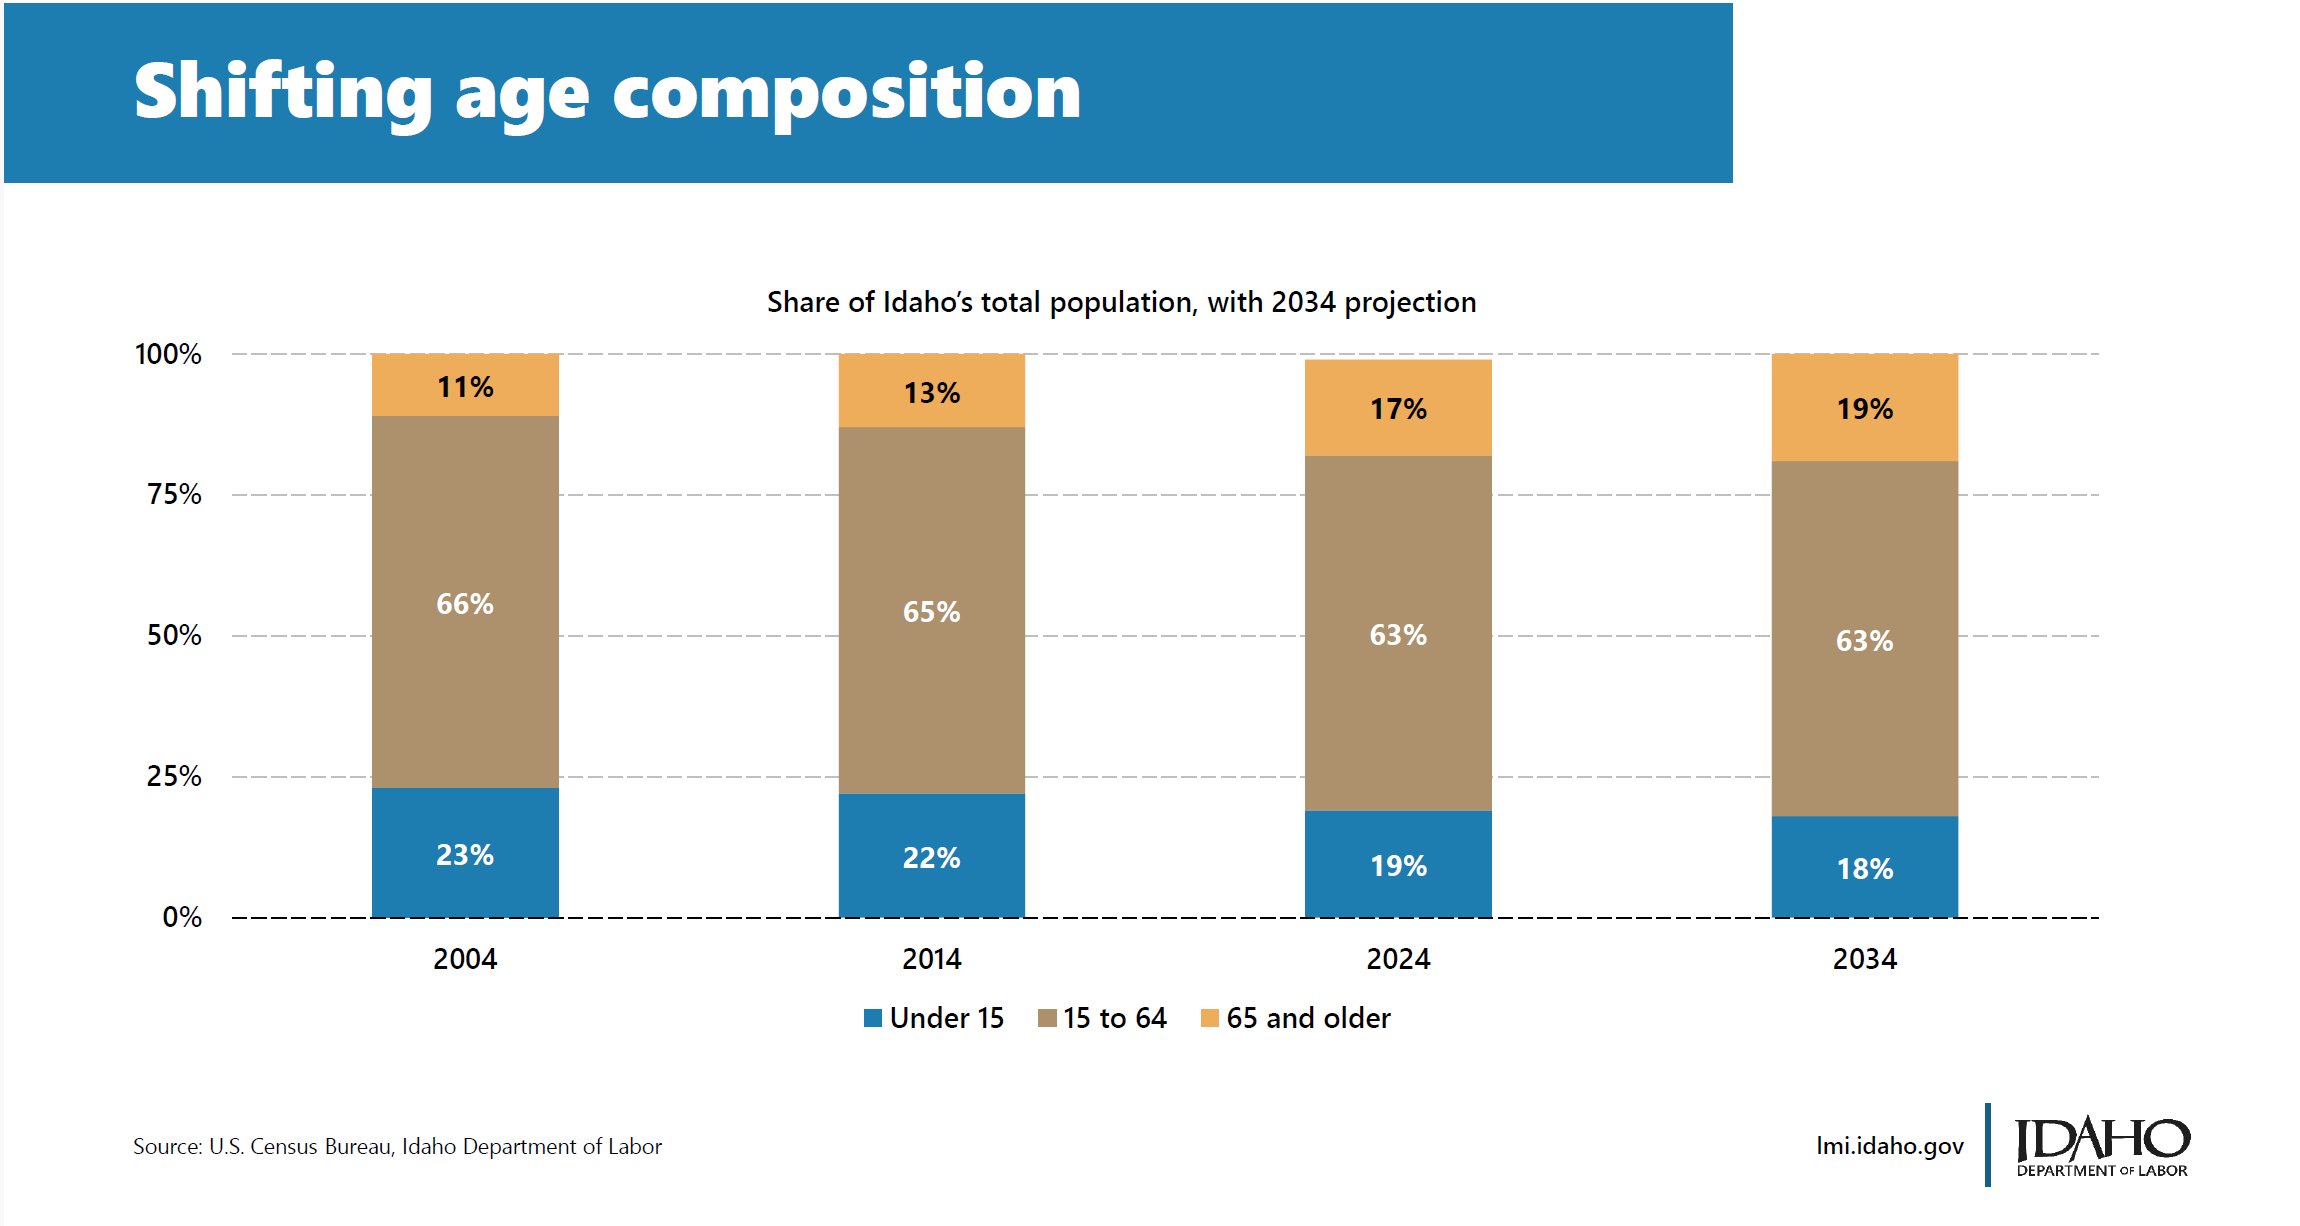 Shifting age composition
Share of Idaho’s total population, with 2034 projection
100%
75%
50%
25%
0%
11%
66%
23%
13%
65%
22%
17%
63%
19%
19%
63%
18%
2004
2014
2024
2034
Under 15
15 to 64
65 and older
Source: U.S. Census Bureau, Idaho Department of Labor
lmi.idaho.gov
IDAHO
DEPARTMENT OF LABOR